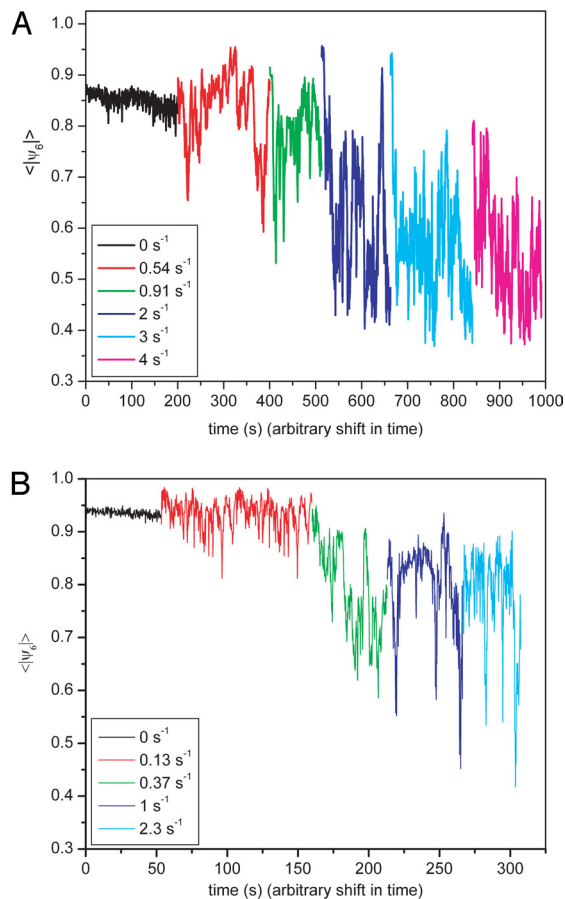 A
1.0
0.9
0.8
0.7
0.6
0.5
0.4
0.3
<|ψ₆|>
0 s⁻¹
0.54 s⁻¹
0.91 s⁻¹
2 s⁻¹
3 s⁻¹
4 s⁻¹
0 100 200 300 400 500 600 700 800 900 1000
time (s) (arbitrary shift in time)
B
1.0
0.9
0.8
0.7
0.6
0.5
0.4
0.3
<|ψ₆|>
0 s⁻¹
0.13 s⁻¹
0.37 s⁻¹
1 s⁻¹
2.3 s⁻¹
0 50 100 150 200 250 300
time (s) (arbitrary shift in time)